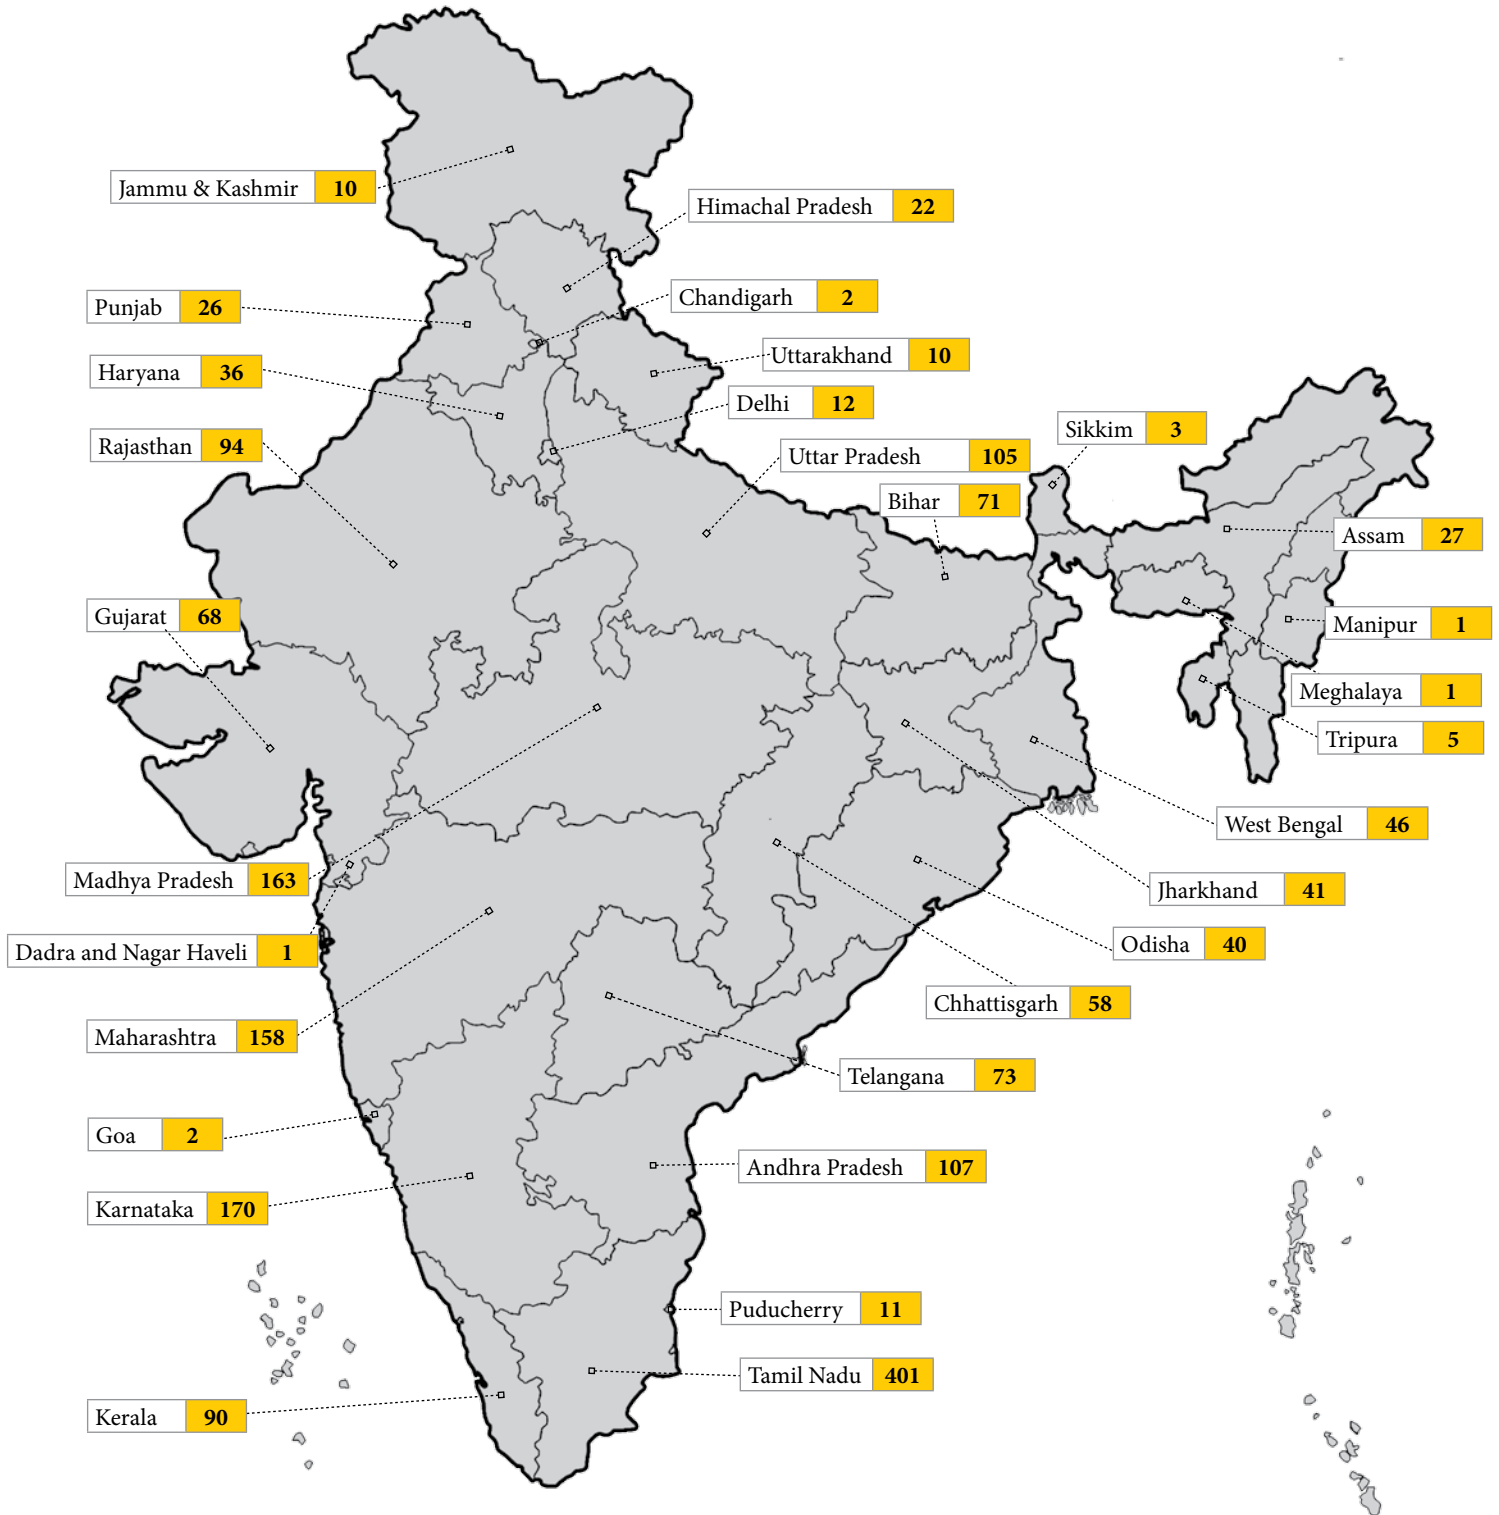 Jammu & Kashmir 10
Himachal Pradesh 22
Chandigarh 2
Punjab 26
Uttarakhand 10
Haryana 36
Delhi 12
Sikkim 3
Rajasthan 94
Uttar Pradesh 105
Bihar 71
Assam 27
Gujarat 68
Manipur 1
Meghalaya 1
Tripura 5
West Bengal 46
Madhya Pradesh 163
Jharkhand 41
Odisha 40
Dadra and Nagar Haveli 1
Chhattisgarh 58
Maharashtra 158
Telangana 73
Goa 2
Andhra Pradesh 107
Karnataka 170
Puducherry 11
Tamil Nadu 401
Kerala 90